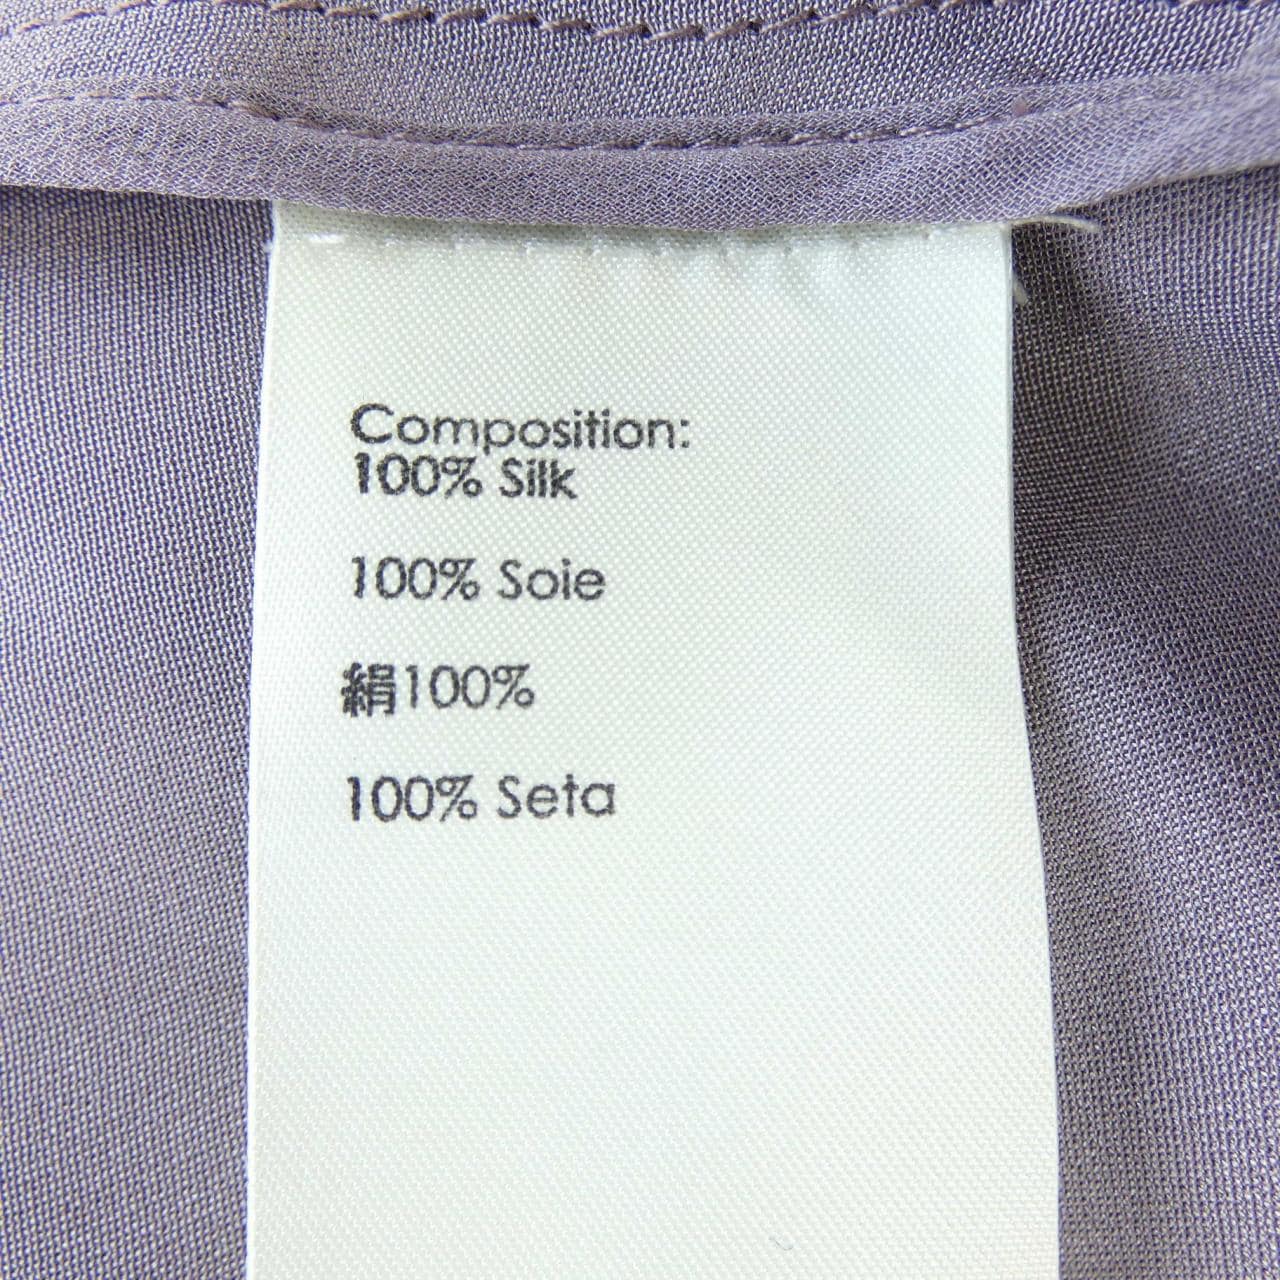 Composition:
100% Silk
100% Soie
絹100%
100% Seta